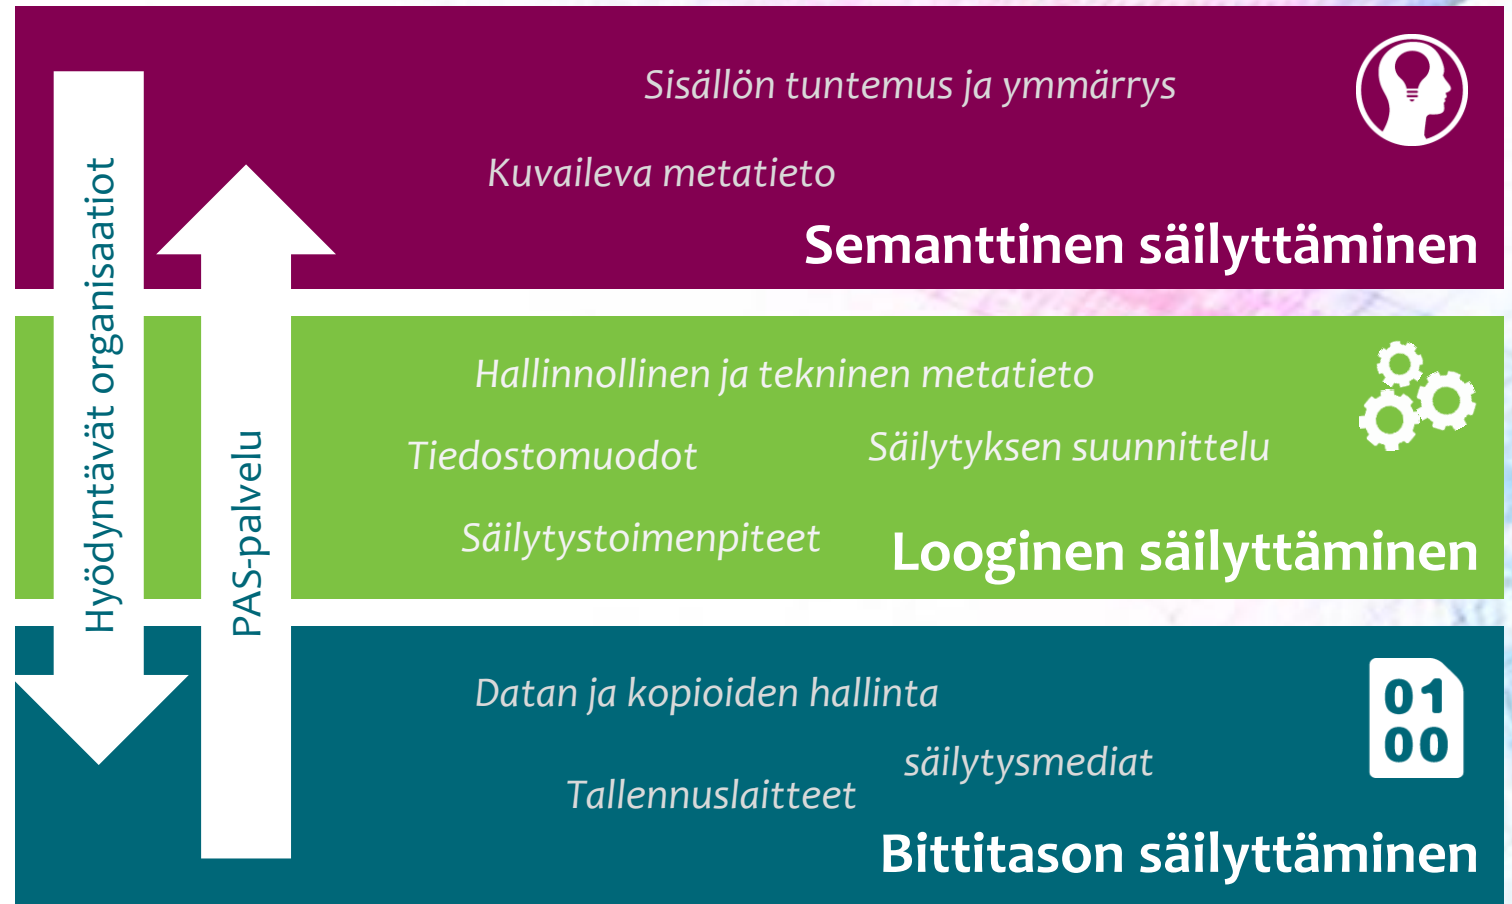 Sisällön tuntemus ja ymmärrys
Kuvaileva metatieto
Semanttinen säilyttäminen
Hyödyntävät organisaatiot
PAS-palvelu
Hallinnollinen ja tekninen metatieto
Säilytyksen suunnittelu
Tiedostomuodot
Säilytystoimenpiteet
Looginen säilyttäminen
Datan ja kopioiden hallinta
säilytysmediat
Tallennuslaitteet
Bittitason säilyttäminen
01
00